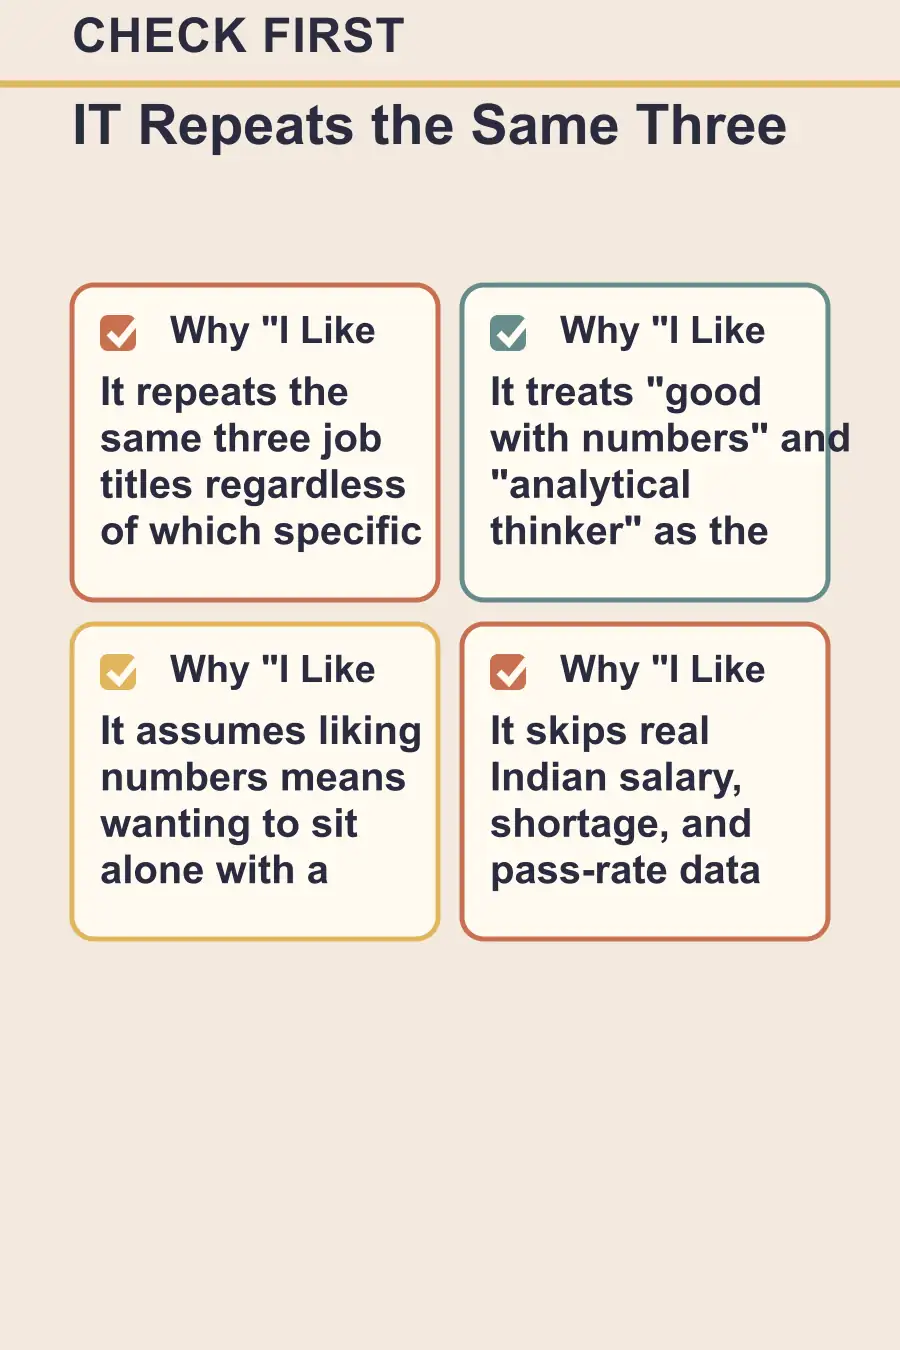 CHECK FIRST
IT Repeats the Same Three
Why "I Like
It repeats the
same three job
titles regardless
of which specific
Why "I Like
It treats "good
with numbers" and
"analytical
thinker" as the
Why "I Like
It assumes liking
numbers means
wanting to sit
alone with a
Why "I Like
It skips real
Indian salary,
shortage, and
pass-rate data